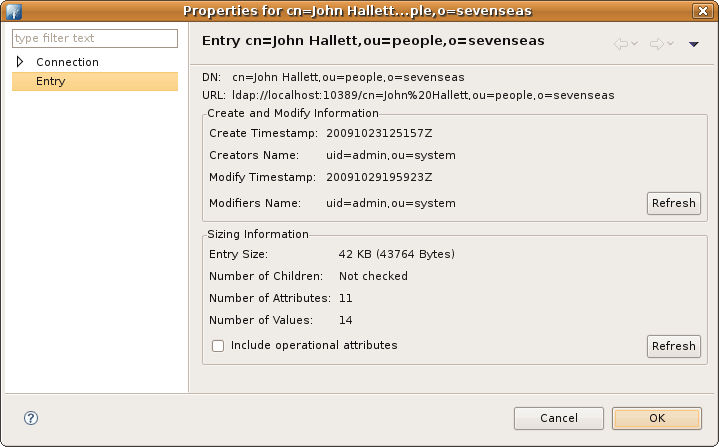 Properties for cn=John Hallett...ple,o=sevenseas
type filter text
Connection
Entry
Entry cn=John Hallett,ou=people,o=sevenseas
DN: cn=John Hallett,ou=people,o=sevenseas
URL: ldap://localhost:10389/cn=John%20Hallett,ou=people,o=sevenseas
Create and Modify Information
Create Timestamp: 20091023125157Z
Creators Name: uid=admin,ou=system
Modify Timestamp: 20091029195923Z
Modifiers Name: uid=admin,ou=system
Refresh
Sizing Information
Entry Size: 42 KB (43764 Bytes)
Number of Children: Not checked
Number of Attributes: 11
Number of Values: 14
Include operational attributes
Refresh
?
Cancel
OK